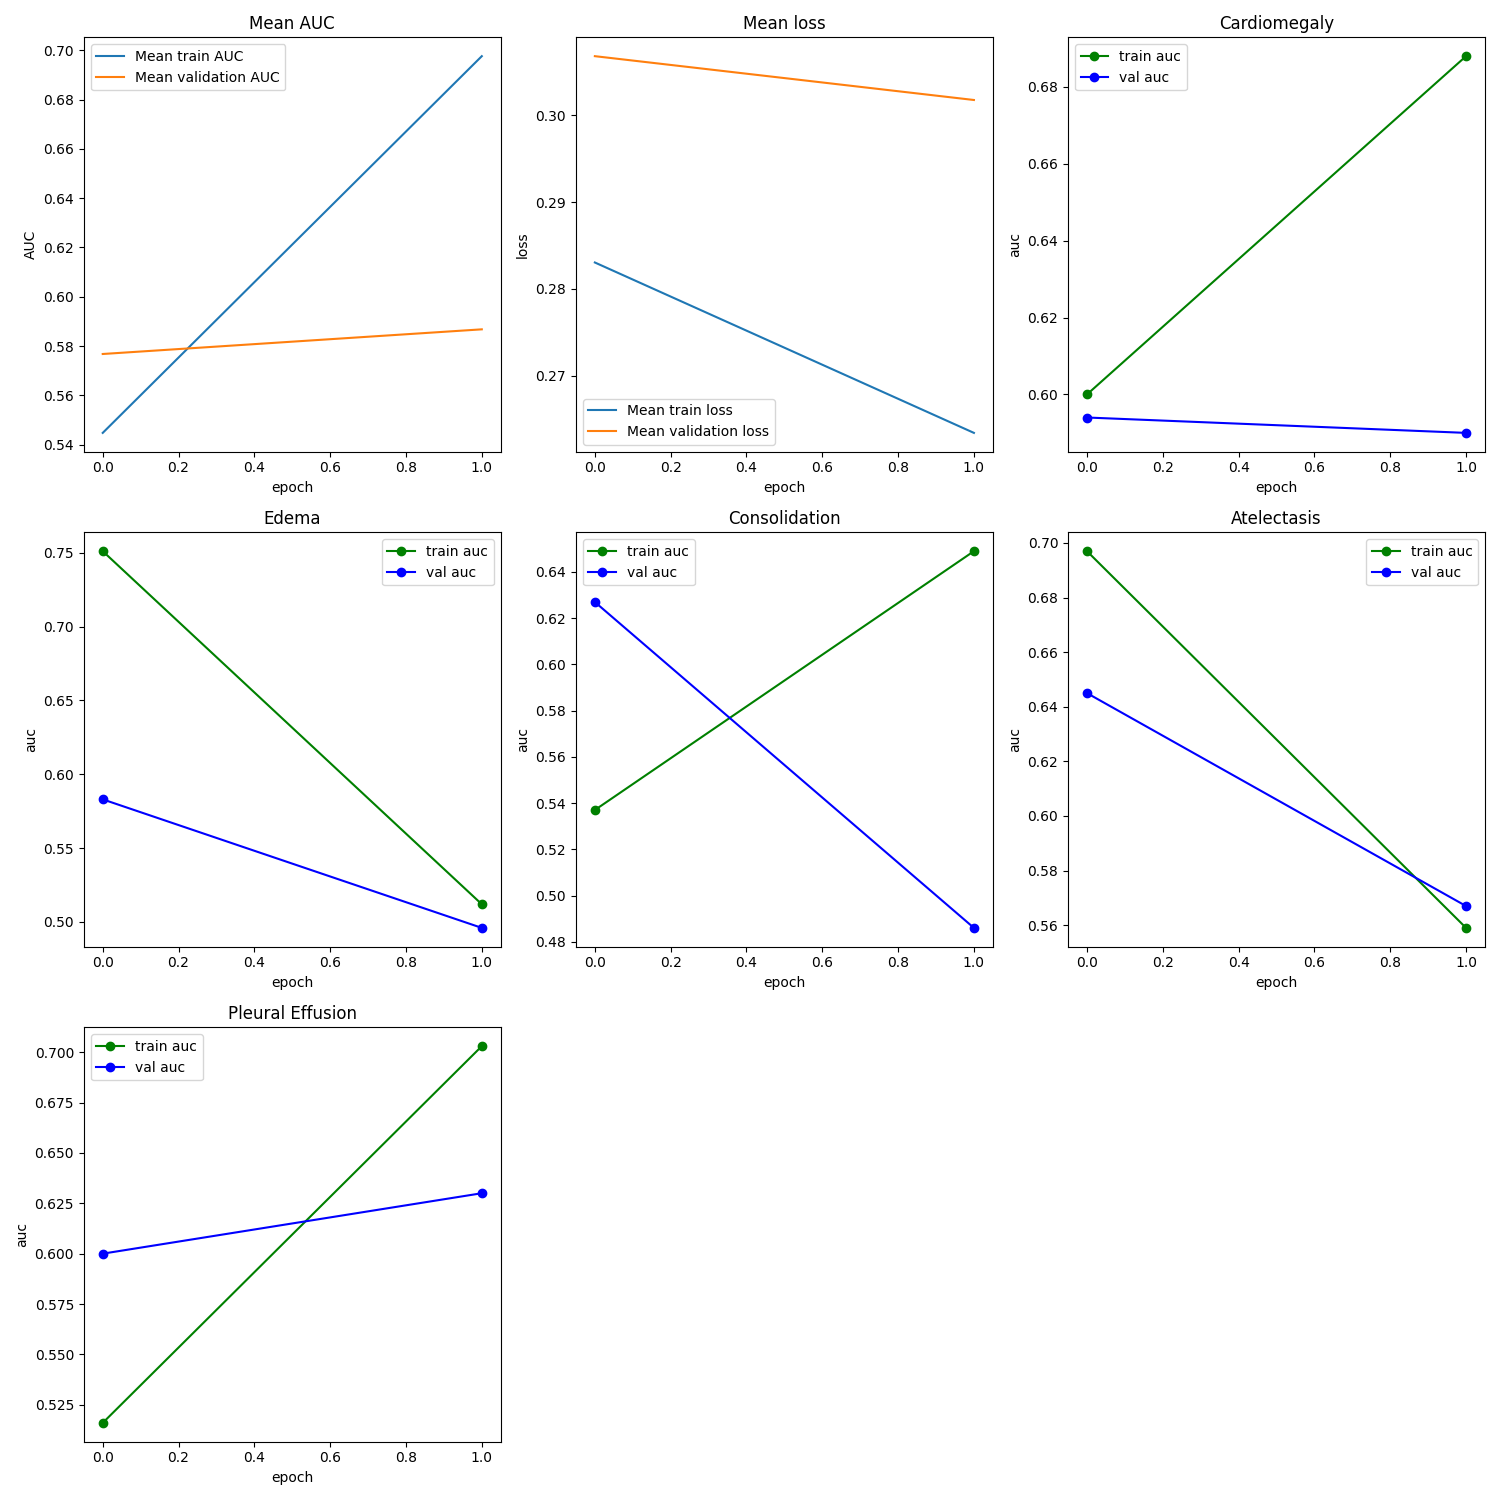 Mean AUC
Mean train AUC
Mean validation AUC
0.70
0.68
0.66
0.64
0.62
0.60
0.58
0.56
0.54
AUC
0.0 0.2 0.4 0.6 0.8 1.0
epoch
Mean loss
0.30
0.29
0.28
0.27
loss
Mean train loss
Mean validation loss
0.0 0.2 0.4 0.6 0.8 1.0
epoch
Cardiomegaly
train auc
val auc
0.68
0.66
0.64
0.62
0.60
auc
0.0 0.2 0.4 0.6 0.8 1.0
epoch
Edema
train auc
val auc
0.75
0.70
0.65
0.60
0.55
0.50
auc
0.0 0.2 0.4 0.6 0.8 1.0
epoch
Consolidation
train auc
val auc
0.64
0.62
0.60
0.58
0.56
0.54
0.52
0.50
0.48
auc
0.0 0.2 0.4 0.6 0.8 1.0
epoch
Atelectasis
train auc
val auc
0.70
0.68
0.66
0.64
0.62
0.60
0.58
0.56
auc
0.0 0.2 0.4 0.6 0.8 1.0
epoch
Pleural Effusion
train auc
val auc
0.700
0.675
0.650
0.625
0.600
0.575
0.550
0.525
auc
0.0 0.2 0.4 0.6 0.8 1.0
epoch